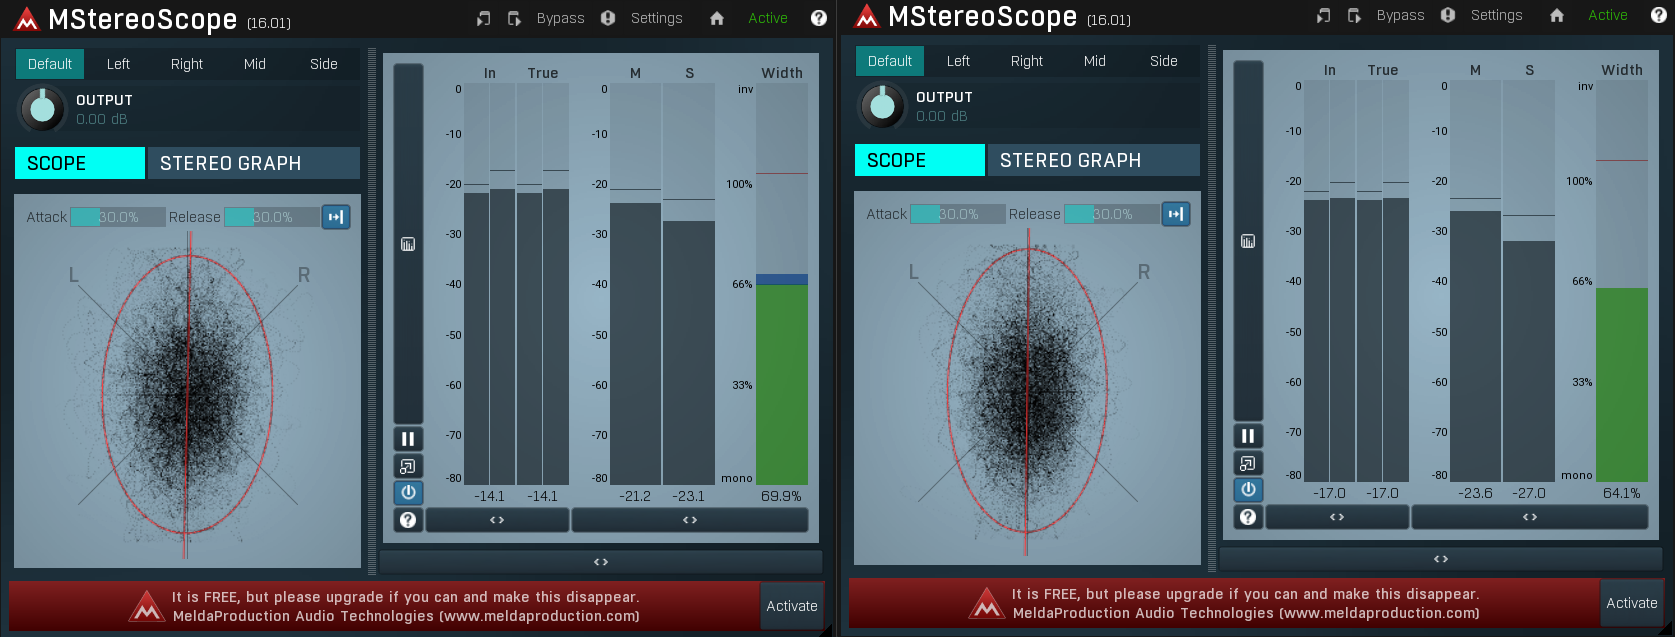 MStereoScope (16.01)
Bypass
Settings
Active
?
Default
Left
Right
Mid
Side
OUTPUT
0.00 dB
SCOPE
STEREO GRAPH
Attack
30.0%
Release
30.0%
L
R
In
True
M
S
Width
0
-10
-20
-30
-40
-50
-60
-70
-80
0
-10
-20
-30
-40
-50
-60
-70
-80
inv
100%
66%
33%
mono
-14.1
-14.1
-21.2
-23.1
69.9%
?
It is FREE, but please upgrade if you can and make this disappear.
MeldaProduction Audio Technologies (www.meldaproduction.com)
Activate
MStereoScope (16.01)
Bypass
Settings
Active
?
Default
Left
Right
Mid
Side
OUTPUT
0.00 dB
SCOPE
STEREO GRAPH
Attack
30.0%
Release
30.0%
L
R
In
True
M
S
Width
0
-10
-20
-30
-40
-50
-60
-70
-80
0
-10
-20
-30
-40
-50
-60
-70
-80
inv
100%
66%
33%
mono
-17.0
-17.0
-23.6
-27.0
64.1%
?
It is FREE, but please upgrade if you can and make this disappear.
MeldaProduction Audio Technologies (www.meldaproduction.com)
Activate